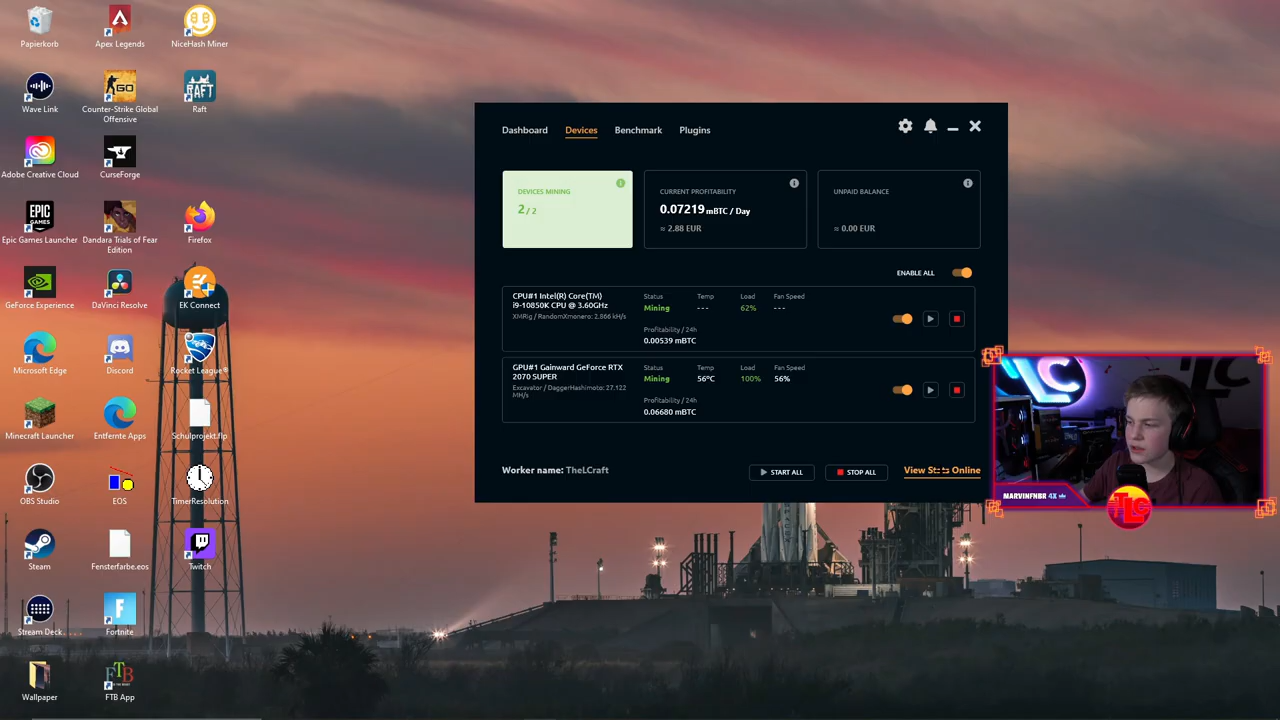 Papierkorb
Apex Legends
NiceHash Miner
Wave Link
Counter-Strike Global
Offensive
Raft
Adobe Creative Cloud
CurseForge
Epic Games Launcher
Dandara Trials of Fear
Edition
Firefox
GeForce Experience
DaVinci Resolve
EK Connect
Microsoft Edge
Discord
Rocket League®
Minecraft Launcher
Entfernte Apps
Schulprojekt.flp
OBS Studio
EOS
TimerResolution
Steam
Fensterfarbe.eos
Twitch
Stream Deck
Fortnite
Wallpaper
FTB App
Dashboard
Devices
Benchmark
Plugins
DEVICES MINING
2 / 2
CURRENT PROFITABILITY
0.07219 mBTC / Day
≈ 2.88 EUR
UNPAID BALANCE
≈ 0.00 EUR
ENABLE ALL
CPU#1 Intel(R) Core(TM)
i9-10850K CPU @ 3.60GHz
XMRig / RandomXmonero: 2.866 kH/s
Status
Mining
Temp
- - -
Load
62%
Fan Speed
- - -
Profitability / 24h
0.00539 mBTC
GPU#1 Gainward GeForce RTX
2070 SUPER
Excavator / DaggerHashimoto: 27.122
MH/s
Status
Mining
Temp
56°C
Load
100%
Fan Speed
56%
Profitability / 24h
0.06680 mBTC
Worker name: TheLCraft
START ALL
STOP ALL
View Stats Online
MARVINFNBR 4X
TLC